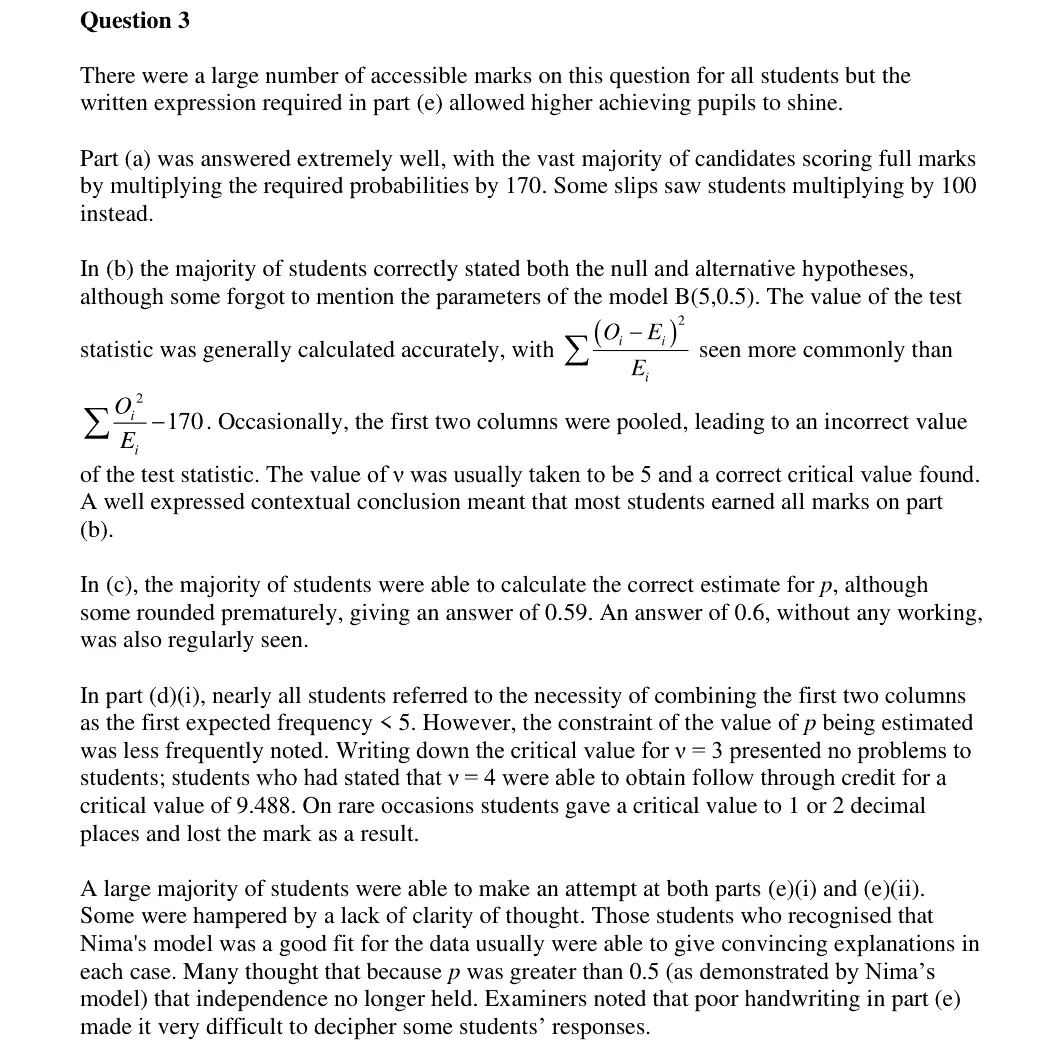 Question 3
There were a large number of accessible marks on this question for all students but the
written expression required in part (e) allowed higher achieving pupils to shine.
Part (a) was answered extremely well, with the vast majority of candidates scoring full marks
by multiplying the required probabilities by 170. Some slips saw students multiplying by 100
instead.
In (b) the majority of students correctly stated both the null and alternative hypotheses,
although some forgot to mention the parameters of the model B(5,0.5). The value of the test
statistic was generally calculated accurately, with ∑(Oᵢ − Eᵢ)²/Eᵢ seen more commonly than
∑Oᵢ²/Eᵢ −170. Occasionally, the first two columns were pooled, leading to an incorrect value
of the test statistic. The value of ν was usually taken to be 5 and a correct critical value found.
A well expressed contextual conclusion meant that most students earned all marks on part
(b).
In (c), the majority of students were able to calculate the correct estimate for p, although
some rounded prematurely, giving an answer of 0.59. An answer of 0.6, without any working,
was also regularly seen.
In part (d)(i), nearly all students referred to the necessity of combining the first two columns
as the first expected frequency < 5. However, the constraint of the value of p being estimated
was less frequently noted. Writing down the critical value for ν = 3 presented no problems to
students; students who had stated that ν = 4 were able to obtain follow through credit for a
critical value of 9.488. On rare occasions students gave a critical value to 1 or 2 decimal
places and lost the mark as a result.
A large majority of students were able to make an attempt at both parts (e)(i) and (e)(ii).
Some were hampered by a lack of clarity of thought. Those students who recognised that
Nima's model was a good fit for the data usually were able to give convincing explanations in
each case. Many thought that because p was greater than 0.5 (as demonstrated by Nima’s
model) that independence no longer held. Examiners noted that poor handwriting in part (e)
made it very difficult to decipher some students’ responses.